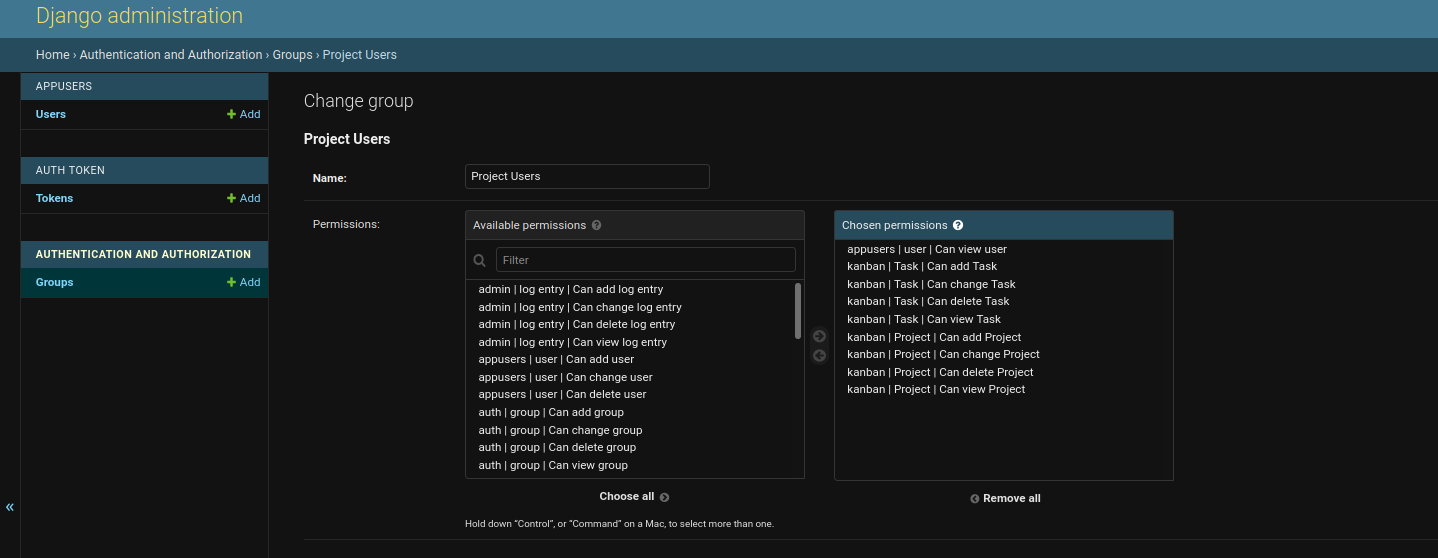 Django administration
Home › Authentication and Authorization › Groups › Project Users
APPUSERS
Users
+ Add
AUTH TOKEN
Tokens
+ Add
AUTHENTICATION AND AUTHORIZATION
Groups
+ Add
«
Change group
Project Users
Name:
Project Users
Permissions:
Available permissions ?
Filter
admin | log entry | Can add log entry
admin | log entry | Can change log entry
admin | log entry | Can delete log entry
admin | log entry | Can view log entry
appusers | user | Can add user
appusers | user | Can change user
appusers | user | Can delete user
auth | group | Can add group
auth | group | Can change group
auth | group | Can delete group
auth | group | Can view group
Choose all
Hold down “Control”, or “Command” on a Mac, to select more than one.
Chosen permissions ?
appusers | user | Can view user
kanban | Task | Can add Task
kanban | Task | Can change Task
kanban | Task | Can delete Task
kanban | Task | Can view Task
kanban | Project | Can add Project
kanban | Project | Can change Project
kanban | Project | Can delete Project
kanban | Project | Can view Project
Remove all